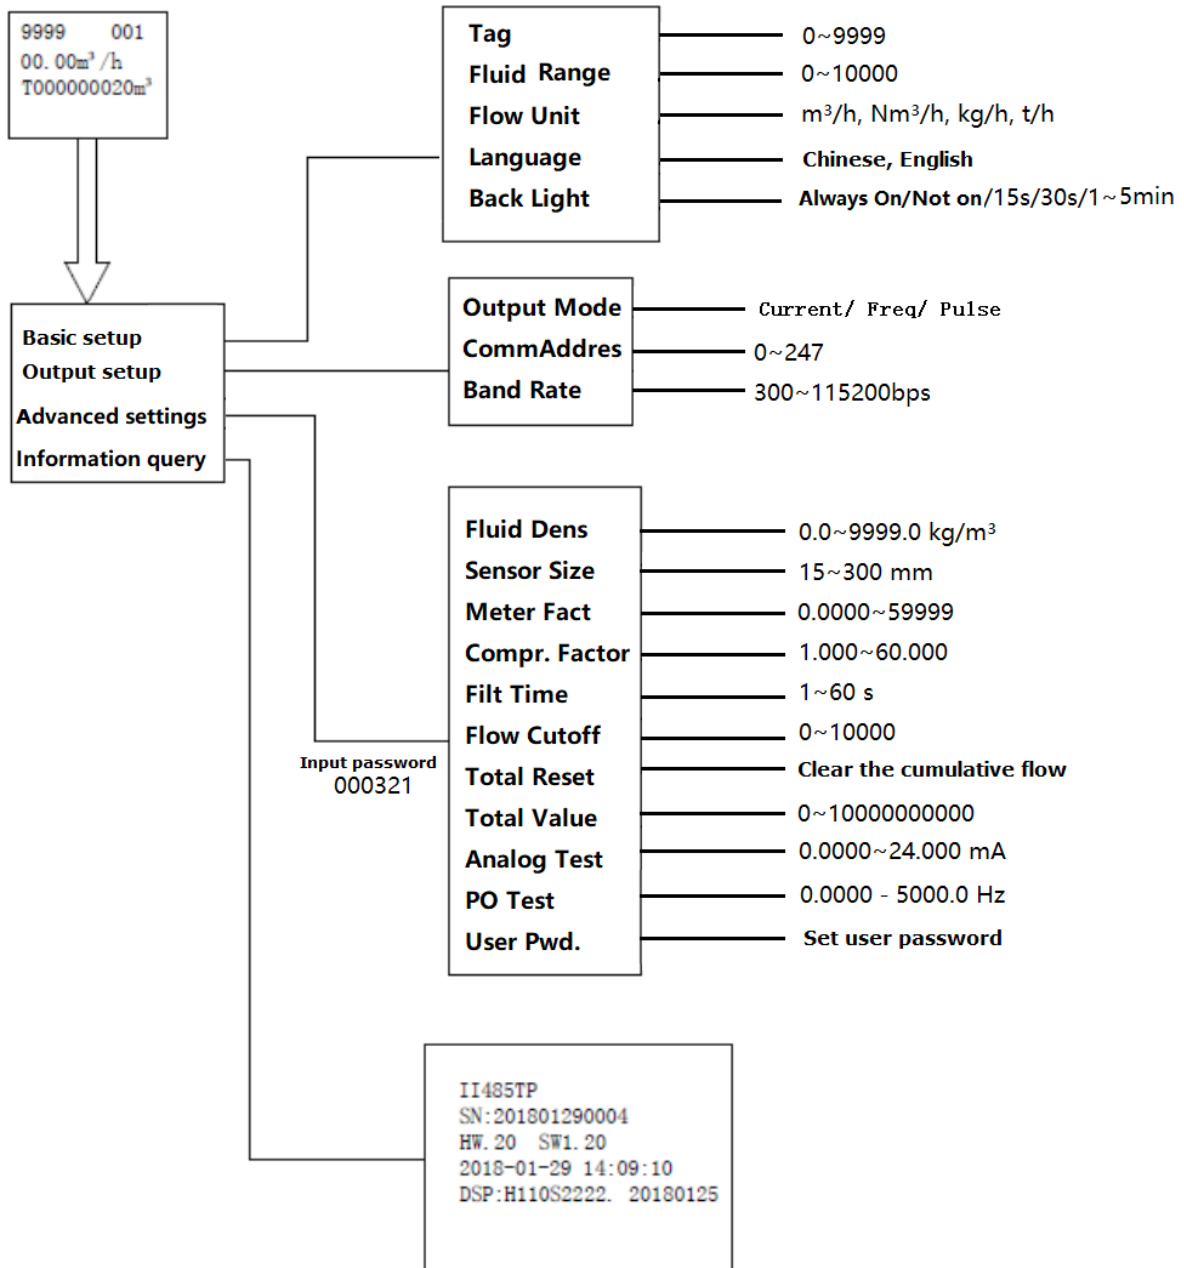 9999 001
00.00m³/h
T000000020m³
Basic setup
Output setup
Advanced settings
Information query
Tag 0~9999
Fluid Range 0~10000
Flow Unit m³/h, Nm³/h, kg/h, t/h
Language Chinese, English
Back Light Always On/Not on/15s/30s/1~5min
Output Mode Current/ Freq/ Pulse
CommAddres 0~247
Band Rate 300~115200bps
Input password
000321
Fluid Dens 0.0~9999.0 kg/m³
Sensor Size 15~300 mm
Meter Fact 0.0000~59999
Compr. Factor 1.000~60.000
Filt Time 1~60 s
Flow Cutoff 0~10000
Total Reset Clear the cumulative flow
Total Value 0~10000000000
Analog Test 0.0000~24.000 mA
PO Test 0.0000 - 5000.0 Hz
User Pwd. Set user password
II485TP
SN:201801290004
HW.20 SW1.20
2018-01-29 14:09:10
DSP:H110S2222. 20180125